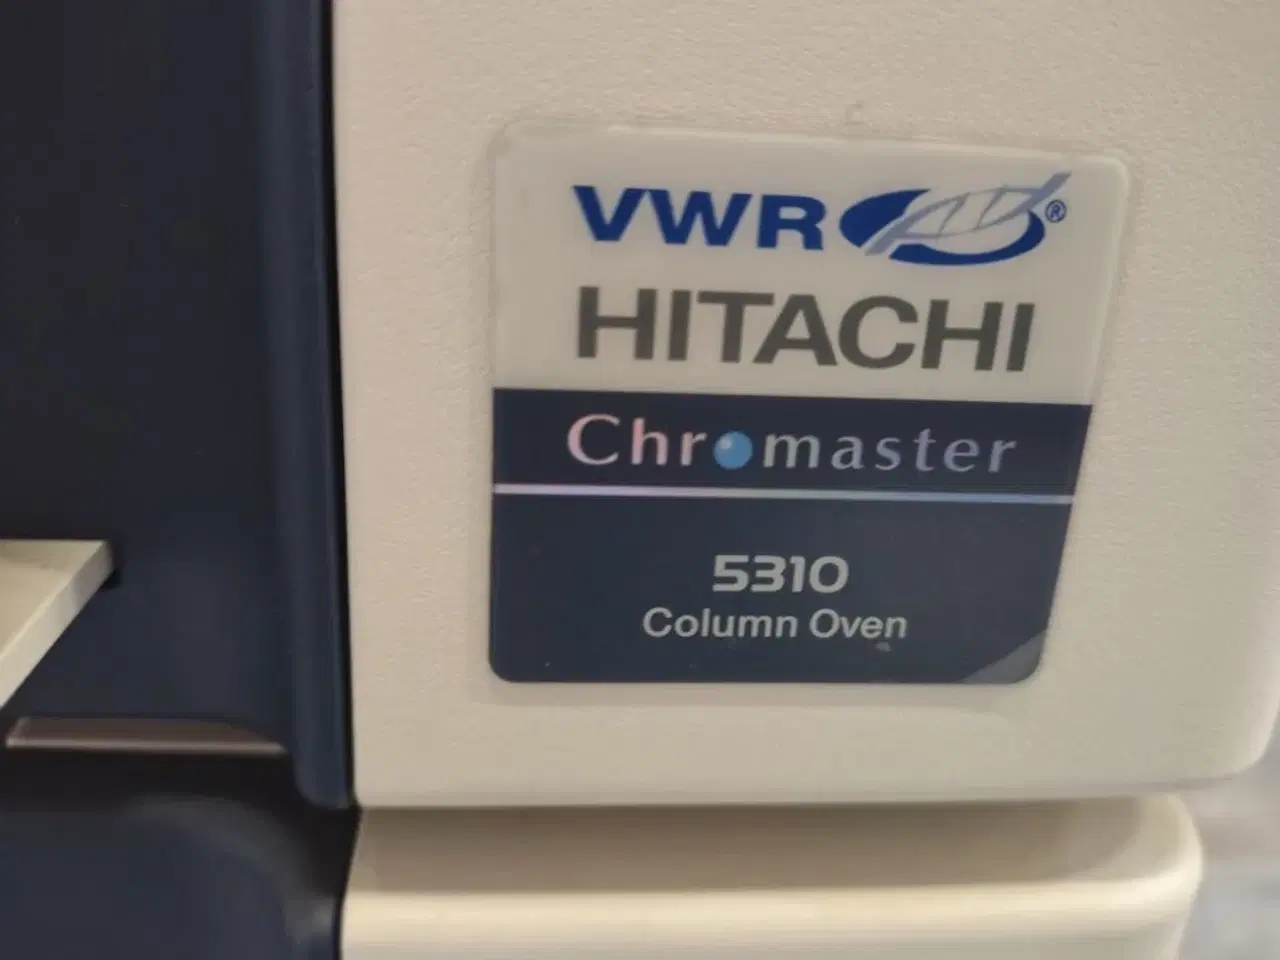 VWR ®
HITACHI
Chromaster
5310
Column Oven